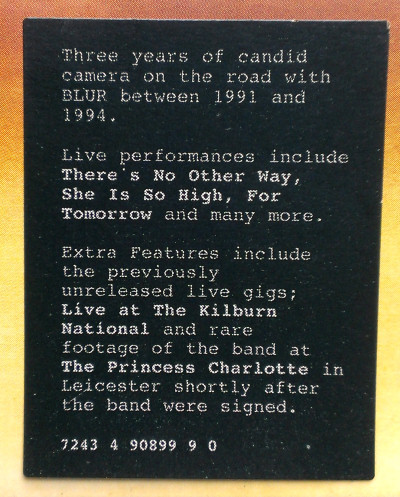 Three years of candid
camera on the road with
BLUR between 1991 and
1994.
Live performances include
There's No Other Way,
She Is So High, For
Tomorrow and many more.
Extra Features include
the previously
unreleased live gigs;
Live at The Kilburn
National and rare
footage of the band at
The Princess Charlotte in
Leicester shortly after
the band were signed.
7243 4 90899 9 0